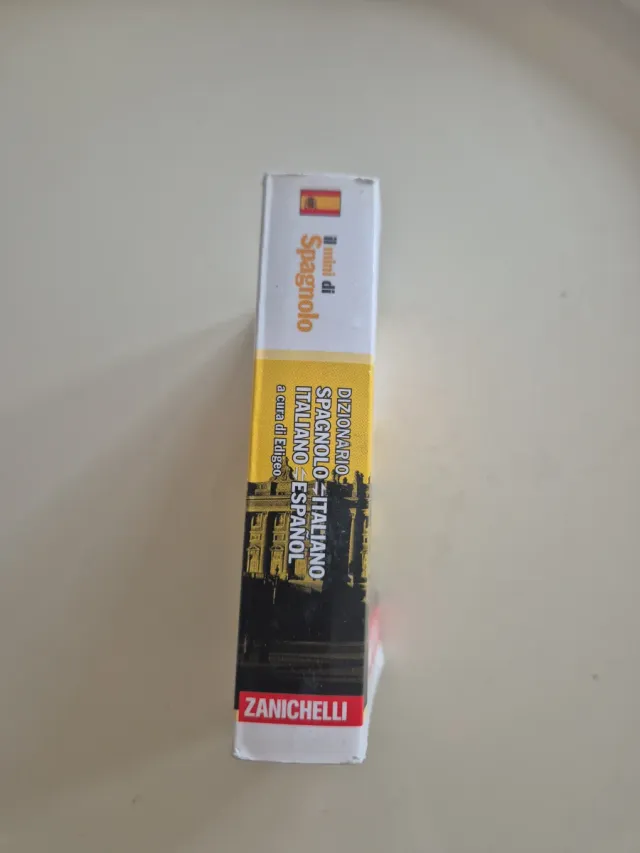 il mini di
Spagnolo
DIZIONARIO
SPAGNOLO-ITALIANO
ITALIANO-ESPAÑOL
a cura di Edigeo
ZANICHELLI